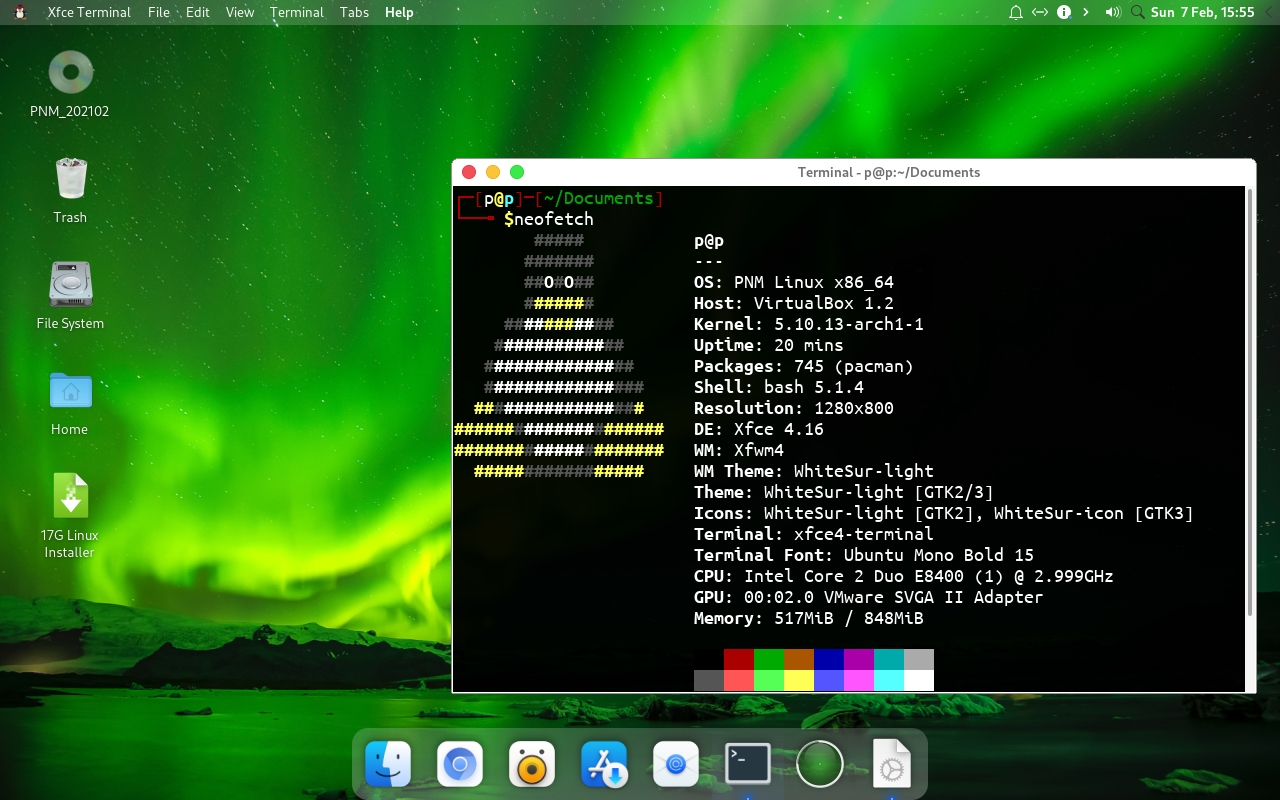 Xfce Terminal File Edit View Terminal Tabs Help
Sun 7 Feb, 15:55
PNM_202102
Trash
File System
Home
17G Linux
Installer
Terminal - p@p:~/Documents
┌─[p@p]─[~/Documents]
└──╼ $neofetch
#####
#######
##O#O##
#######
###########
#############
###############
################
#################
#####################
#####################
#################
p@p
---
OS: PNM Linux x86_64
Host: VirtualBox 1.2
Kernel: 5.10.13-arch1-1
Uptime: 20 mins
Packages: 745 (pacman)
Shell: bash 5.1.4
Resolution: 1280x800
DE: Xfce 4.16
WM: Xfwm4
WM Theme: WhiteSur-light
Theme: WhiteSur-light [GTK2/3]
Icons: WhiteSur-light [GTK2], WhiteSur-icon [GTK3]
Terminal: xfce4-terminal
Terminal Font: Ubuntu Mono Bold 15
CPU: Intel Core 2 Duo E8400 (1) @ 2.999GHz
GPU: 00:02.0 VMware SVGA II Adapter
Memory: 517MiB / 848MiB